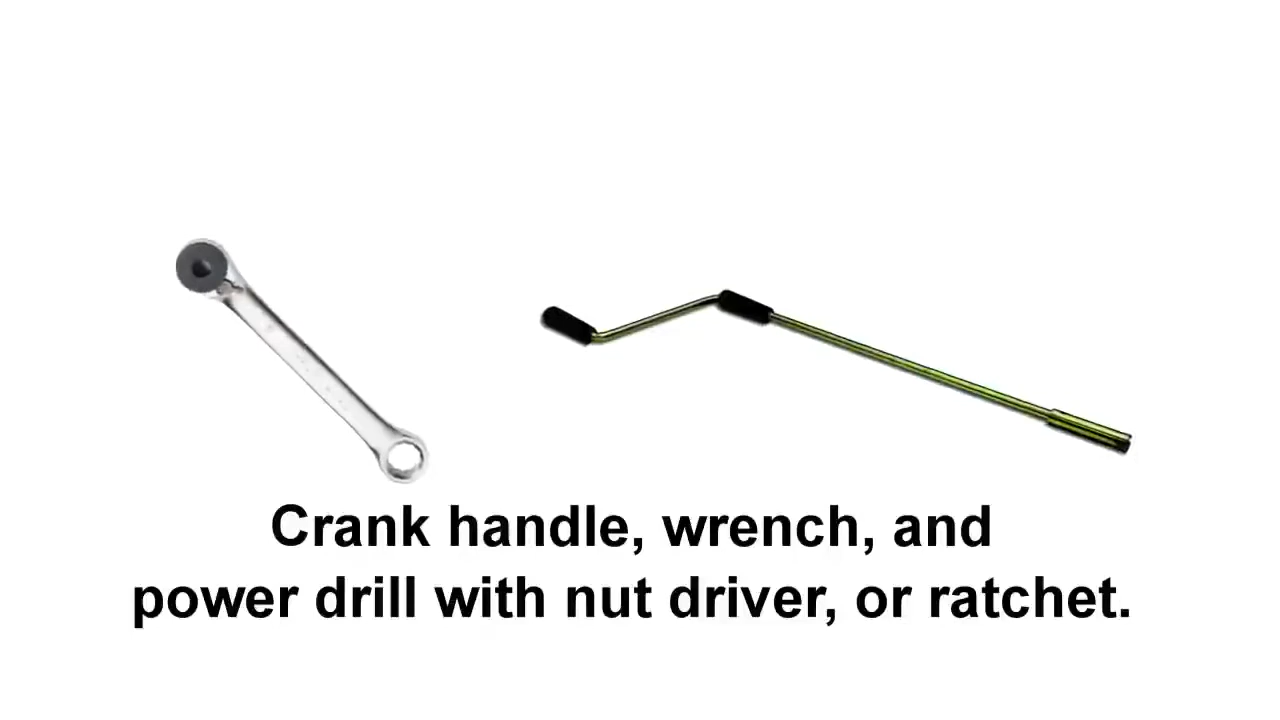 Crank handle, wrench, and
power drill with nut driver, or ratchet.